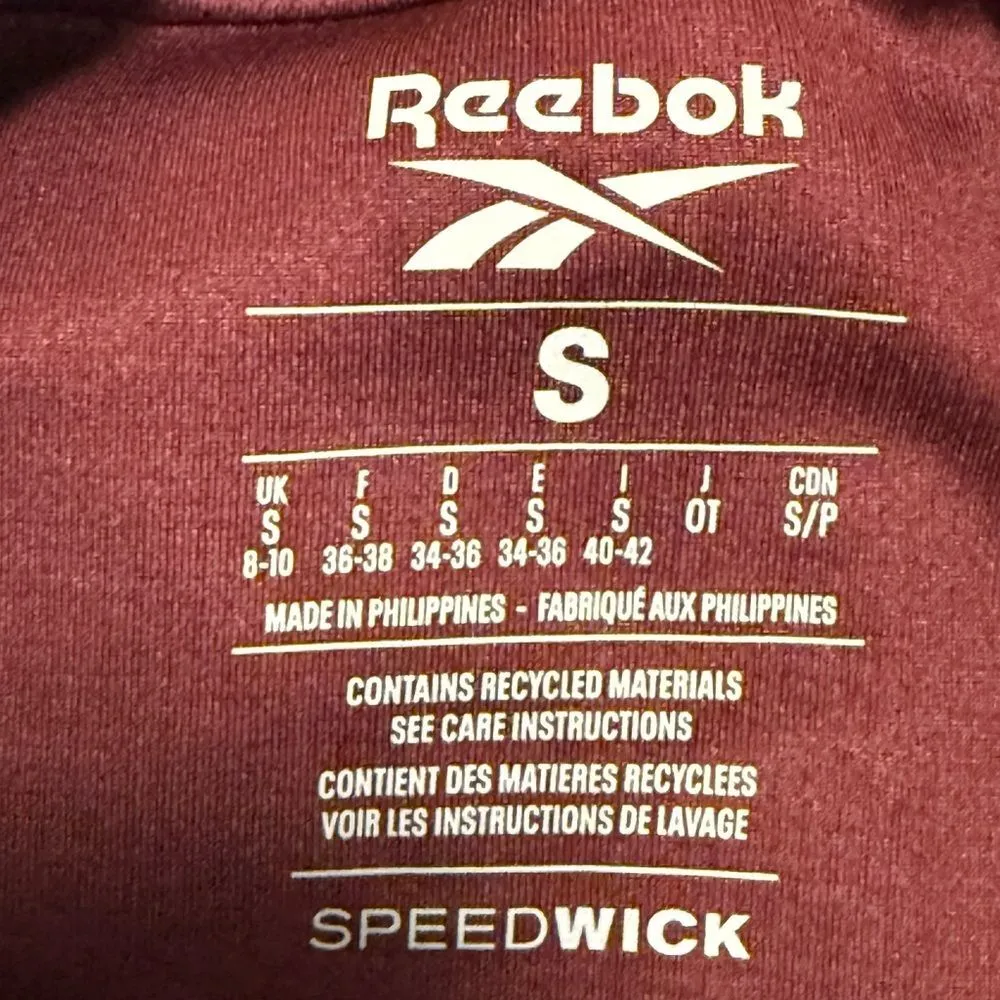 Reebok
S
UK F D E I J CDN
S S S S S OT S/P
8-10 36-38 34-36 34-36 40-42
MADE IN PHILIPPINES - FABRIQUÉ AUX PHILIPPINES
CONTAINS RECYCLED MATERIALS
SEE CARE INSTRUCTIONS
CONTIENT DES MATIERES RECYCLEES
VOIR LES INSTRUCTIONS DE LAVAGE
SPEEDWICK